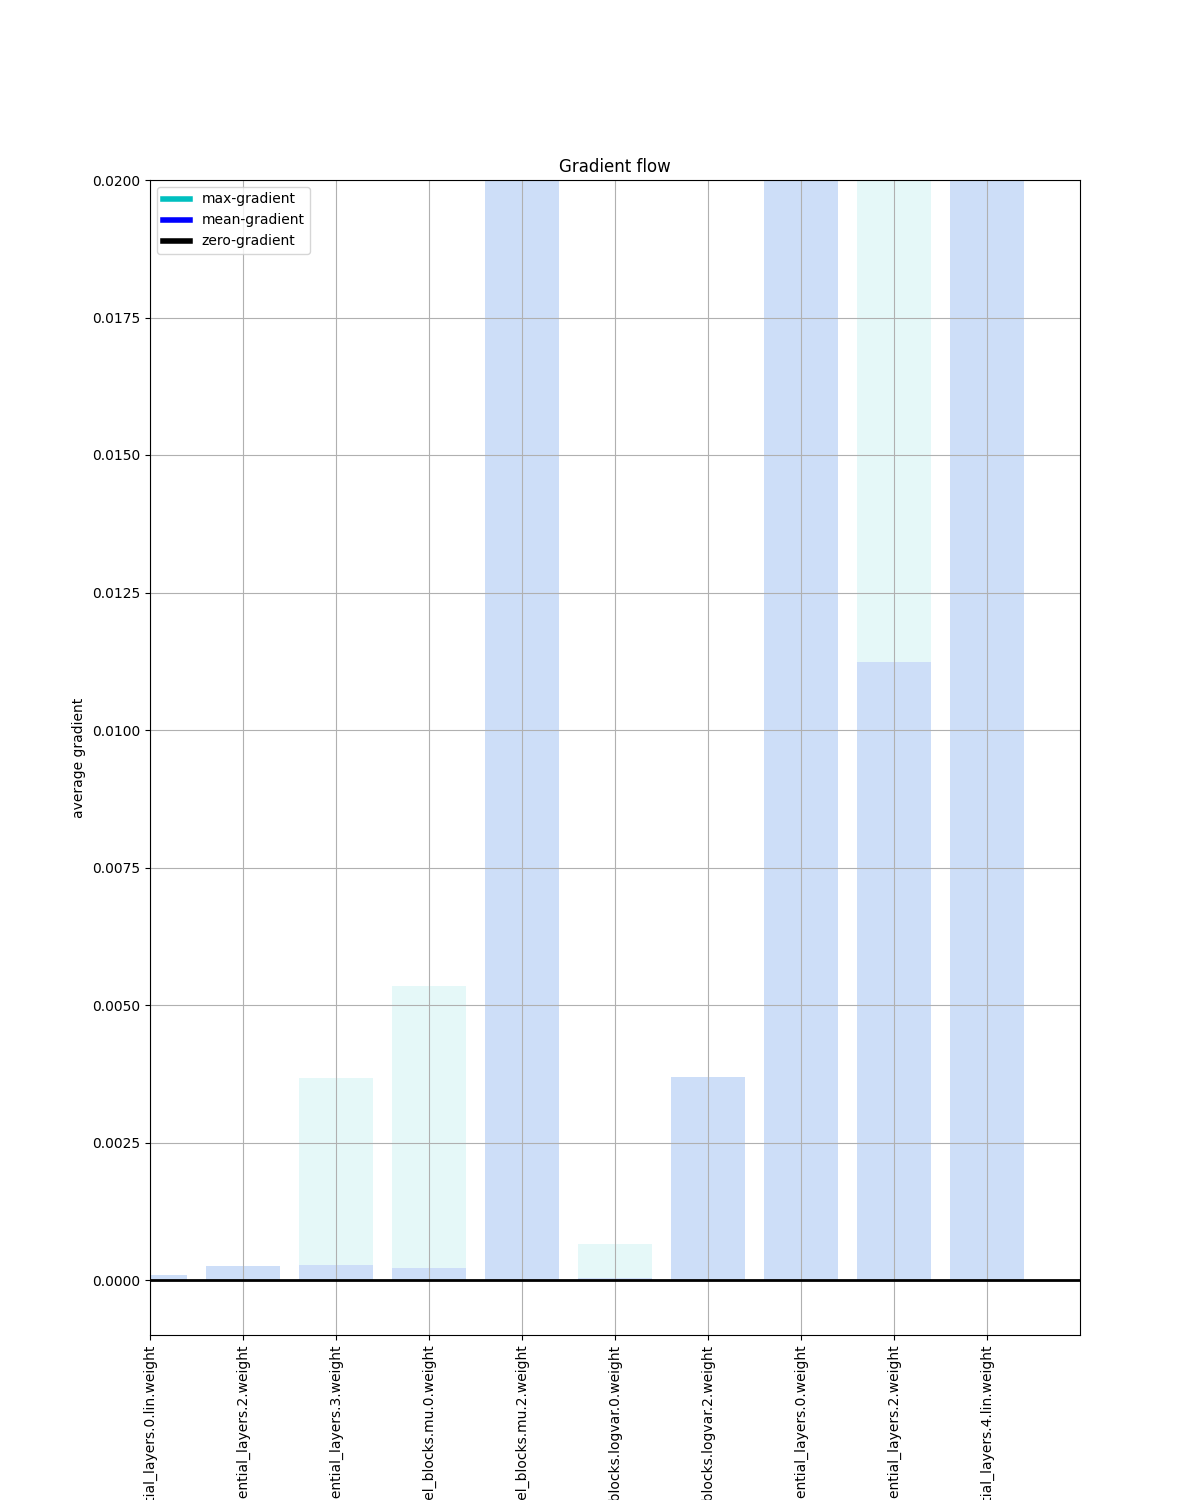 Gradient flow
max-gradient
mean-gradient
zero-gradient
0.0200
0.0175
0.0150
0.0125
0.0100
0.0075
0.0050
0.0025
0.0000
average gradient
tial_layers.0.lin.weight
ential_layers.2.weight
ential_layers.3.weight
el_blocks.mu.0.weight
el_blocks.mu.2.weight
blocks.logvar.0.weight
blocks.logvar.2.weight
ential_layers.0.weight
ential_layers.2.weight
tial_layers.4.lin.weight